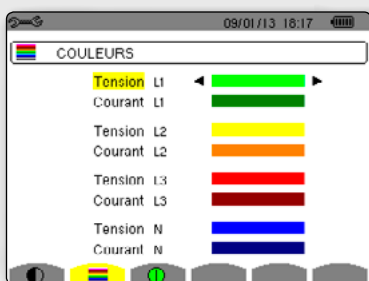 09/01/13 18:17
COULEURS
Tension L1
Courant L1
Tension L2
Courant L2
Tension L3
Courant L3
Tension N
Courant N